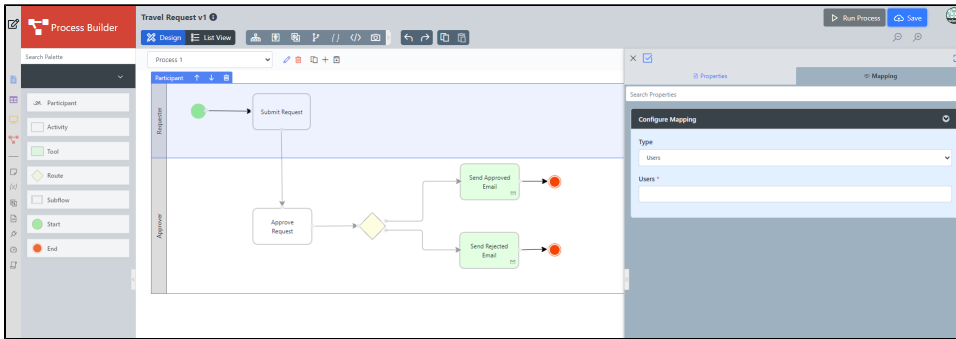 Travel Request v1
Process Builder
Run Process
Save
Design
List View
Search Palette
Process 1
Participant
Properties
Mapping
Search Properties
Participant
Activity
Tool
Route
Subflow
Start
End
Requester
Submit Request
Approver
Approve
Request
Send Approved
Email
Send Rejected
Email
Configure Mapping
Type
Users
Users *